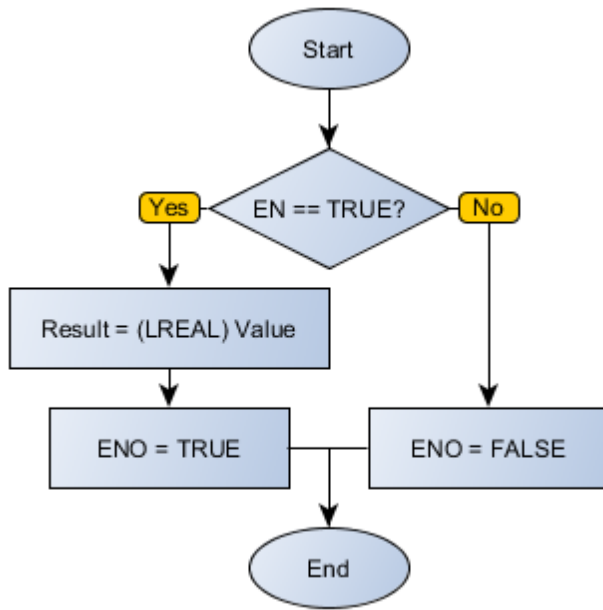 Start
EN == TRUE?
Yes
No
Result = (LREAL) Value
ENO = TRUE
ENO = FALSE
End